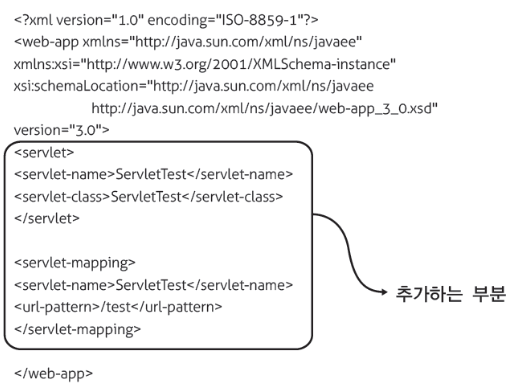 <?xml version="1.0" encoding="ISO-8859-1"?>
<web-app xmlns="http://java.sun.com/xml/ns/javaee"
xmlns:xsi="http://www.w3.org/2001/XMLSchema-instance"
xsi:schemaLocation="http://java.sun.com/xml/ns/javaee
http://java.sun.com/xml/ns/javaee/web-app_3_0.xsd"
version="3.0">
<servlet>
<servlet-name>ServletTest</servlet-name>
<servlet-class>ServletTest</servlet-class>
</servlet>
<servlet-mapping>
<servlet-name>ServletTest</servlet-name>
<url-pattern>/test</url-pattern>
</servlet-mapping>
추가하는 부분
</web-app>